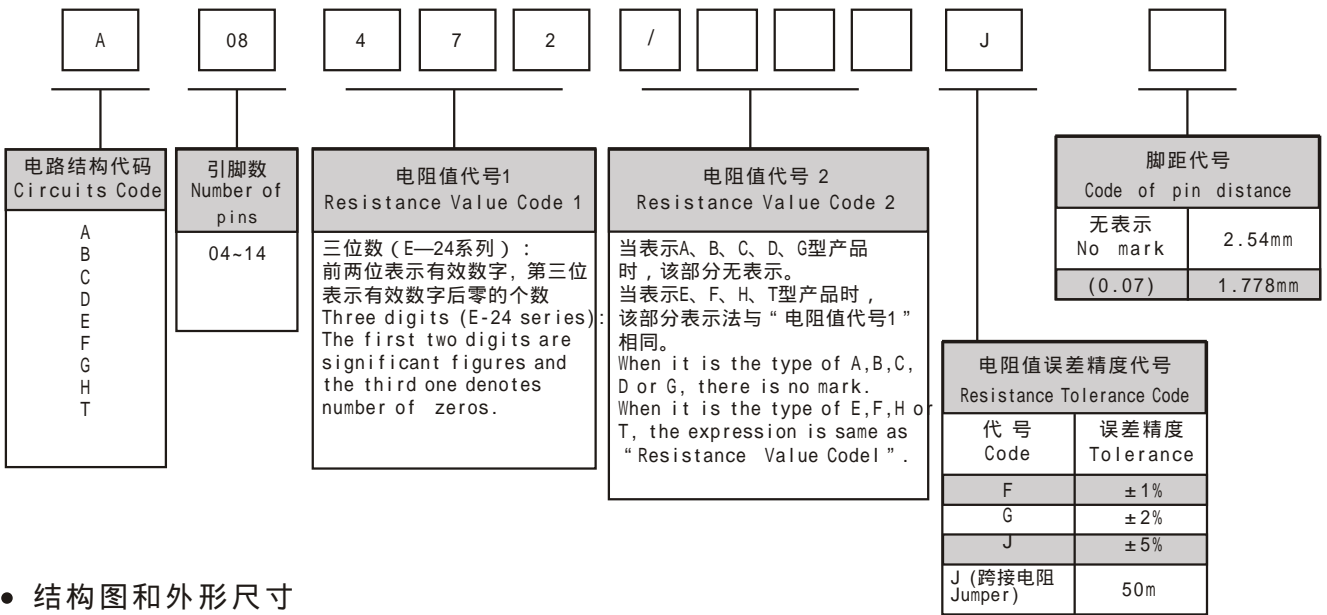 A 08 4 7 2 / J
电路结构代码
Circuits Code
A
B
C
D
E
F
G
H
T
引脚数
Number of
pins
04~14
电阻值代号1
Resistance Value Code 1
三位数（E—24系列）：
前两位表示有效数字，第三位
表示有效数字后零的个数
Three digits (E-24 series):
The first two digits are
significant figures and
the third one denotes
number of zeros.
电阻值代号 2
Resistance Value Code 2
当表示A、B、C、D、G型产品
时，该部分无表示。
当表示E、F、H、T型产品时，
该部分表示法与“电阻值代号1”
相同。
When it is the type of A,B,C,
D or G, there is no mark.
When it is the type of E,F,H or
T, the expression is same as
“Resistance Value Codel”.
脚距代号
Code of pin distance
无表示
No mark
2.54mm
(0.07) 1.778mm
电阻值误差精度代号
Resistance Tolerance Code
代 号
Code
误差精度
Tolerance
F ±1%
G ±2%
J ±5%
J (跨接电阻
Jumper)
50m
• 结构图和外形尺寸